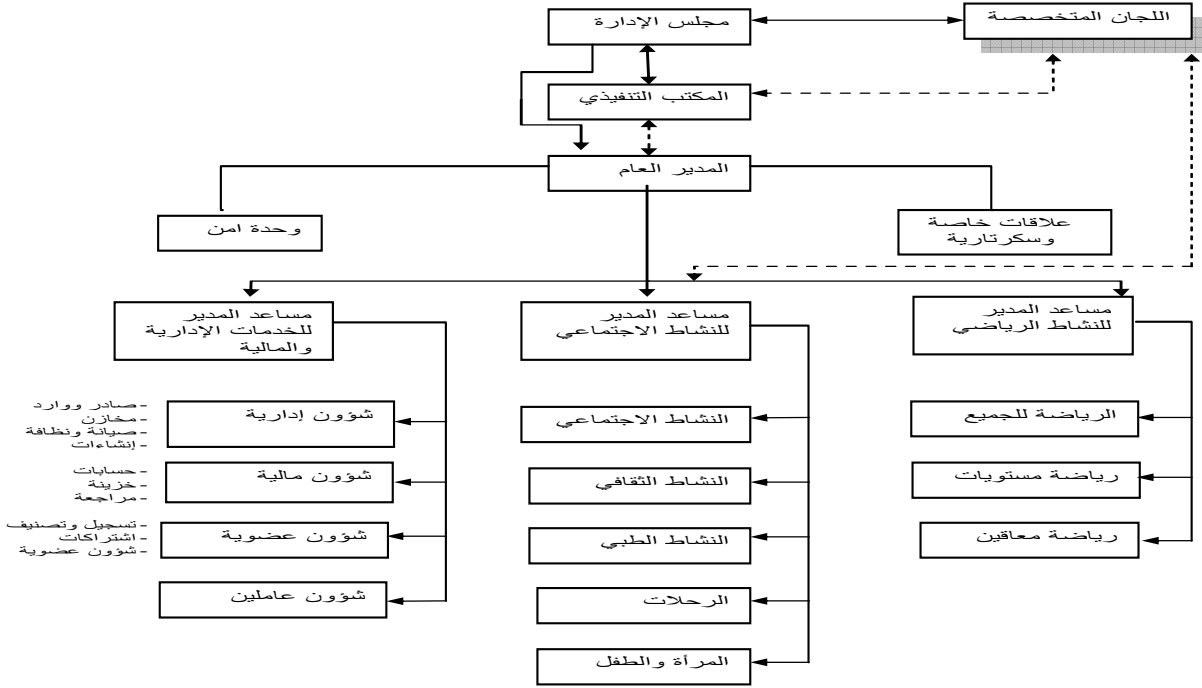 اللجان المتخصصة
مجلس الإدارة
المكتب التنفيذي
المدير العام
علاقات خاصة
وسكرتارية
وحدة امن
مساعد المدير
للنشاط الرياضي
مساعد المدير
للنشاط الاجتماعي
مساعد المدير
للخدمات الإدارية
والمالية
الرياضة للجميع
رياضة مستويات
رياضة معاقين
النشاط الاجتماعي
النشاط الثقافي
النشاط الطبي
الرحلات
المرأة والطفل
شؤون إدارية
- صادر ووارد
- مخازن
- صيانة ونظافة
- إنشاءات
شؤون مالية
- حسابات
- خزينة
- مراجعة
شؤون عضوية
- تسجيل وتصنيف
- اشتراكات
- شؤون عضوية
شؤون عاملين